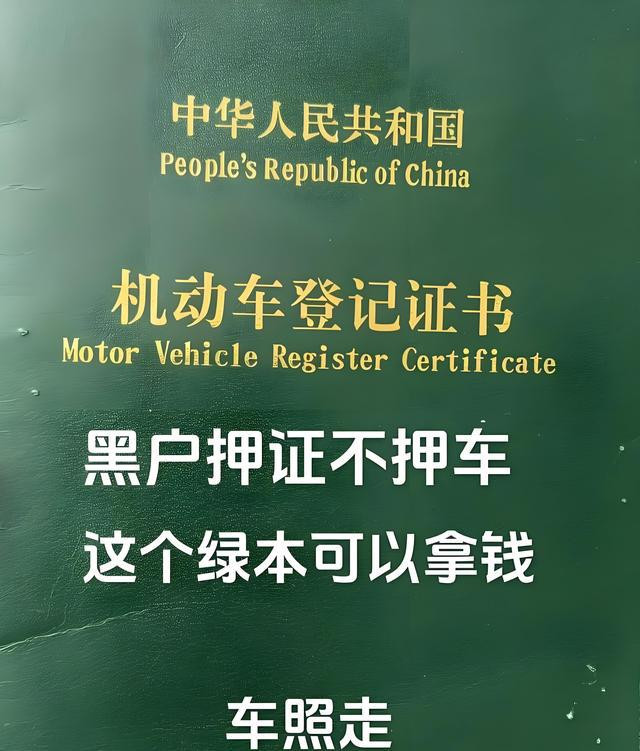 中华人民共和国
People's Republic of China
机动车登记证书
Motor Vehicle Register Certificate
黑户押证不押车
这个绿本可以拿钱
车照走